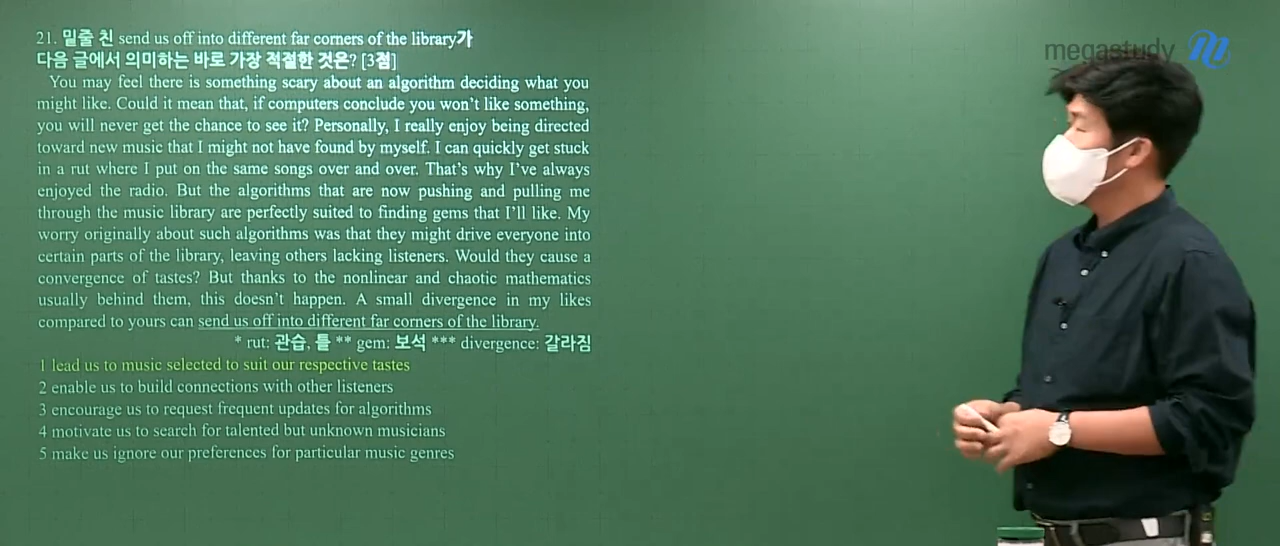 megastudy
21. 밑줄 친 send us off into different far corners of the library가
다음 글에서 의미하는 바로 가장 적절한 것은? [3점]
You may feel there is something scary about an algorithm deciding what you
might like. Could it mean that, if computers conclude you won't like something,
you will never get the chance to see it? Personally, I really enjoy being directed
toward new music that I might not have found by myself. I can quickly get stuck
in a rut where I put on the same songs over and over. That's why I've always
enjoyed the radio. But the algorithms that are now pushing and pulling me
through the music library are perfectly suited to finding gems that I'll like. My
worry originally about such algorithms was that they might drive everyone into
certain parts of the library, leaving others lacking listeners. Would they cause a
convergence of tastes? But thanks to the nonlinear and chaotic mathematics
usually behind them, this doesn't happen. A small divergence in my likes
compared to yours can send us off into different far corners of the library.
* rut: 관습, 틀 ** gem: 보석 *** divergence: 갈라짐
1 lead us to music selected to suit our respective tastes
2 enable us to build connections with other listeners
3 encourage us to request frequent updates for algorithms
4 motivate us to search for talented but unknown musicians
5 make us ignore our preferences for particular music genres